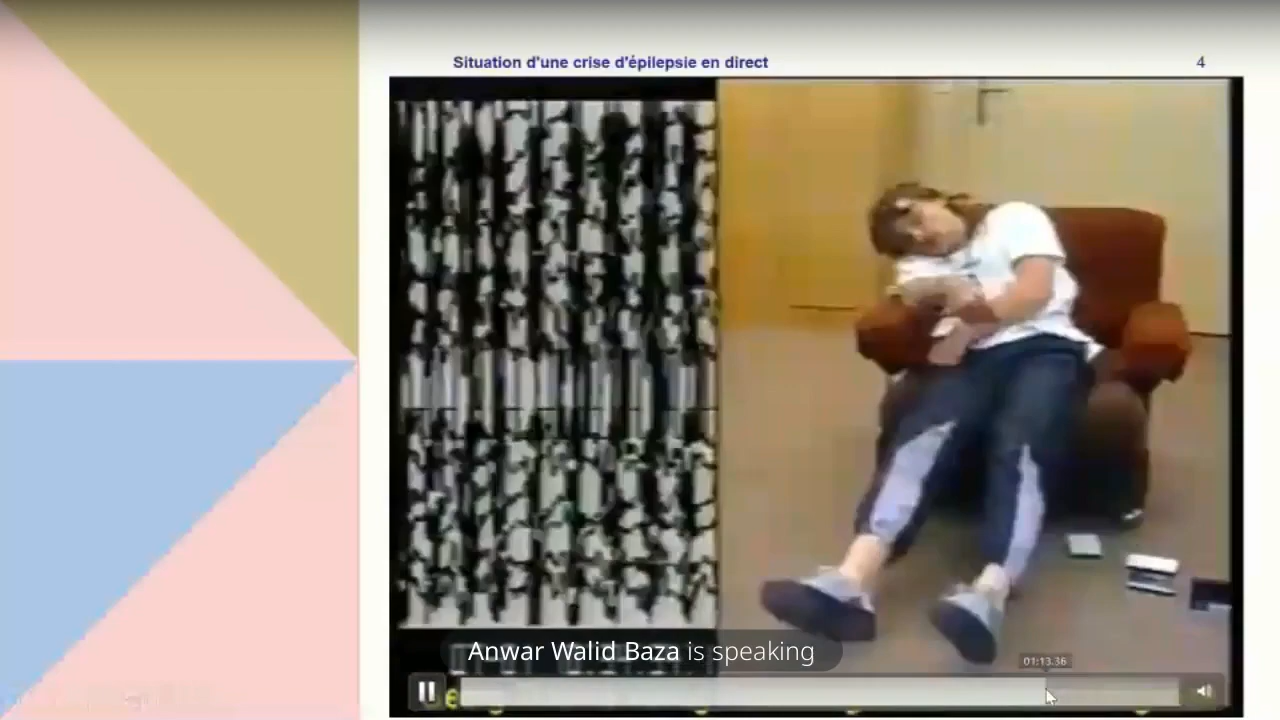 Situation d'une crise d'épilepsie en direct
4
Anwar Walid Baza is speaking
01:13.36